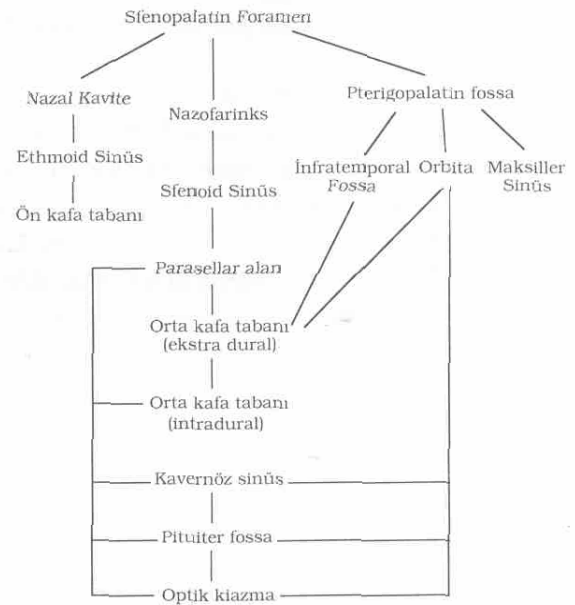 Sfenopalatin Foramen
Nazal Kavite
Nazofarinks
Pterigopalatin fossa
Ethmoid Sinüs
Sfenoid Sinüs
İnfratemporal
Fossa
Orbita
Maksiller
Sinüs
Ön kafa tabanı
Parasellar alan
Orta kafa tabanı
(ekstra dural)
Orta kafa tabanı
(intradural)
Kavernöz sinüs
Pituiter fossa
Optik kiazma